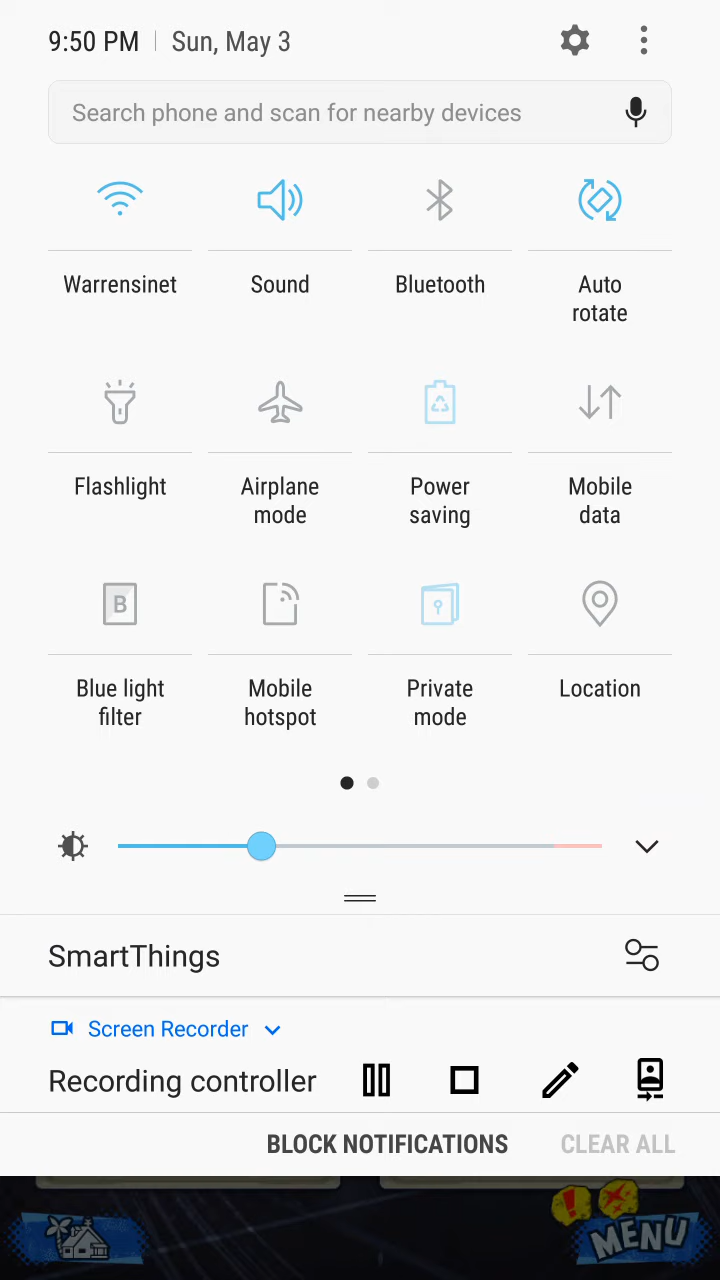 9:50 PM | Sun, May 3
Search phone and scan for nearby devices
Warrensinet Sound Bluetooth Auto rotate
Flashlight Airplane mode Power saving Mobile data
B
Blue light filter Mobile hotspot Private mode Location
SmartThings
Screen Recorder
Recording controller
BLOCK NOTIFICATIONS CLEAR ALL
MENU